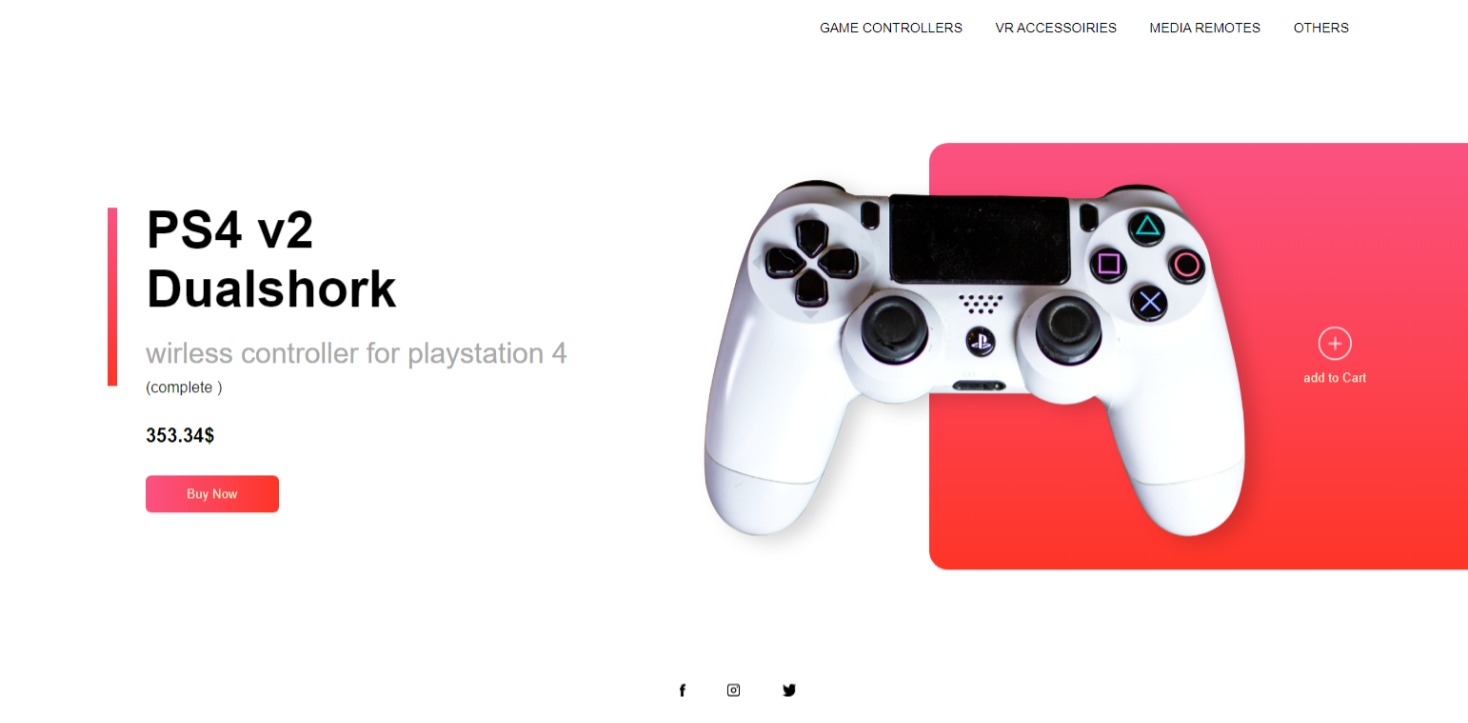 GAME CONTROLLERS VR ACCESSOIRIES MEDIA REMOTES OTHERS
PS4 v2
Dualshork
wirless controller for playstation 4
(complete )
353.34$
Buy Now
add to Cart